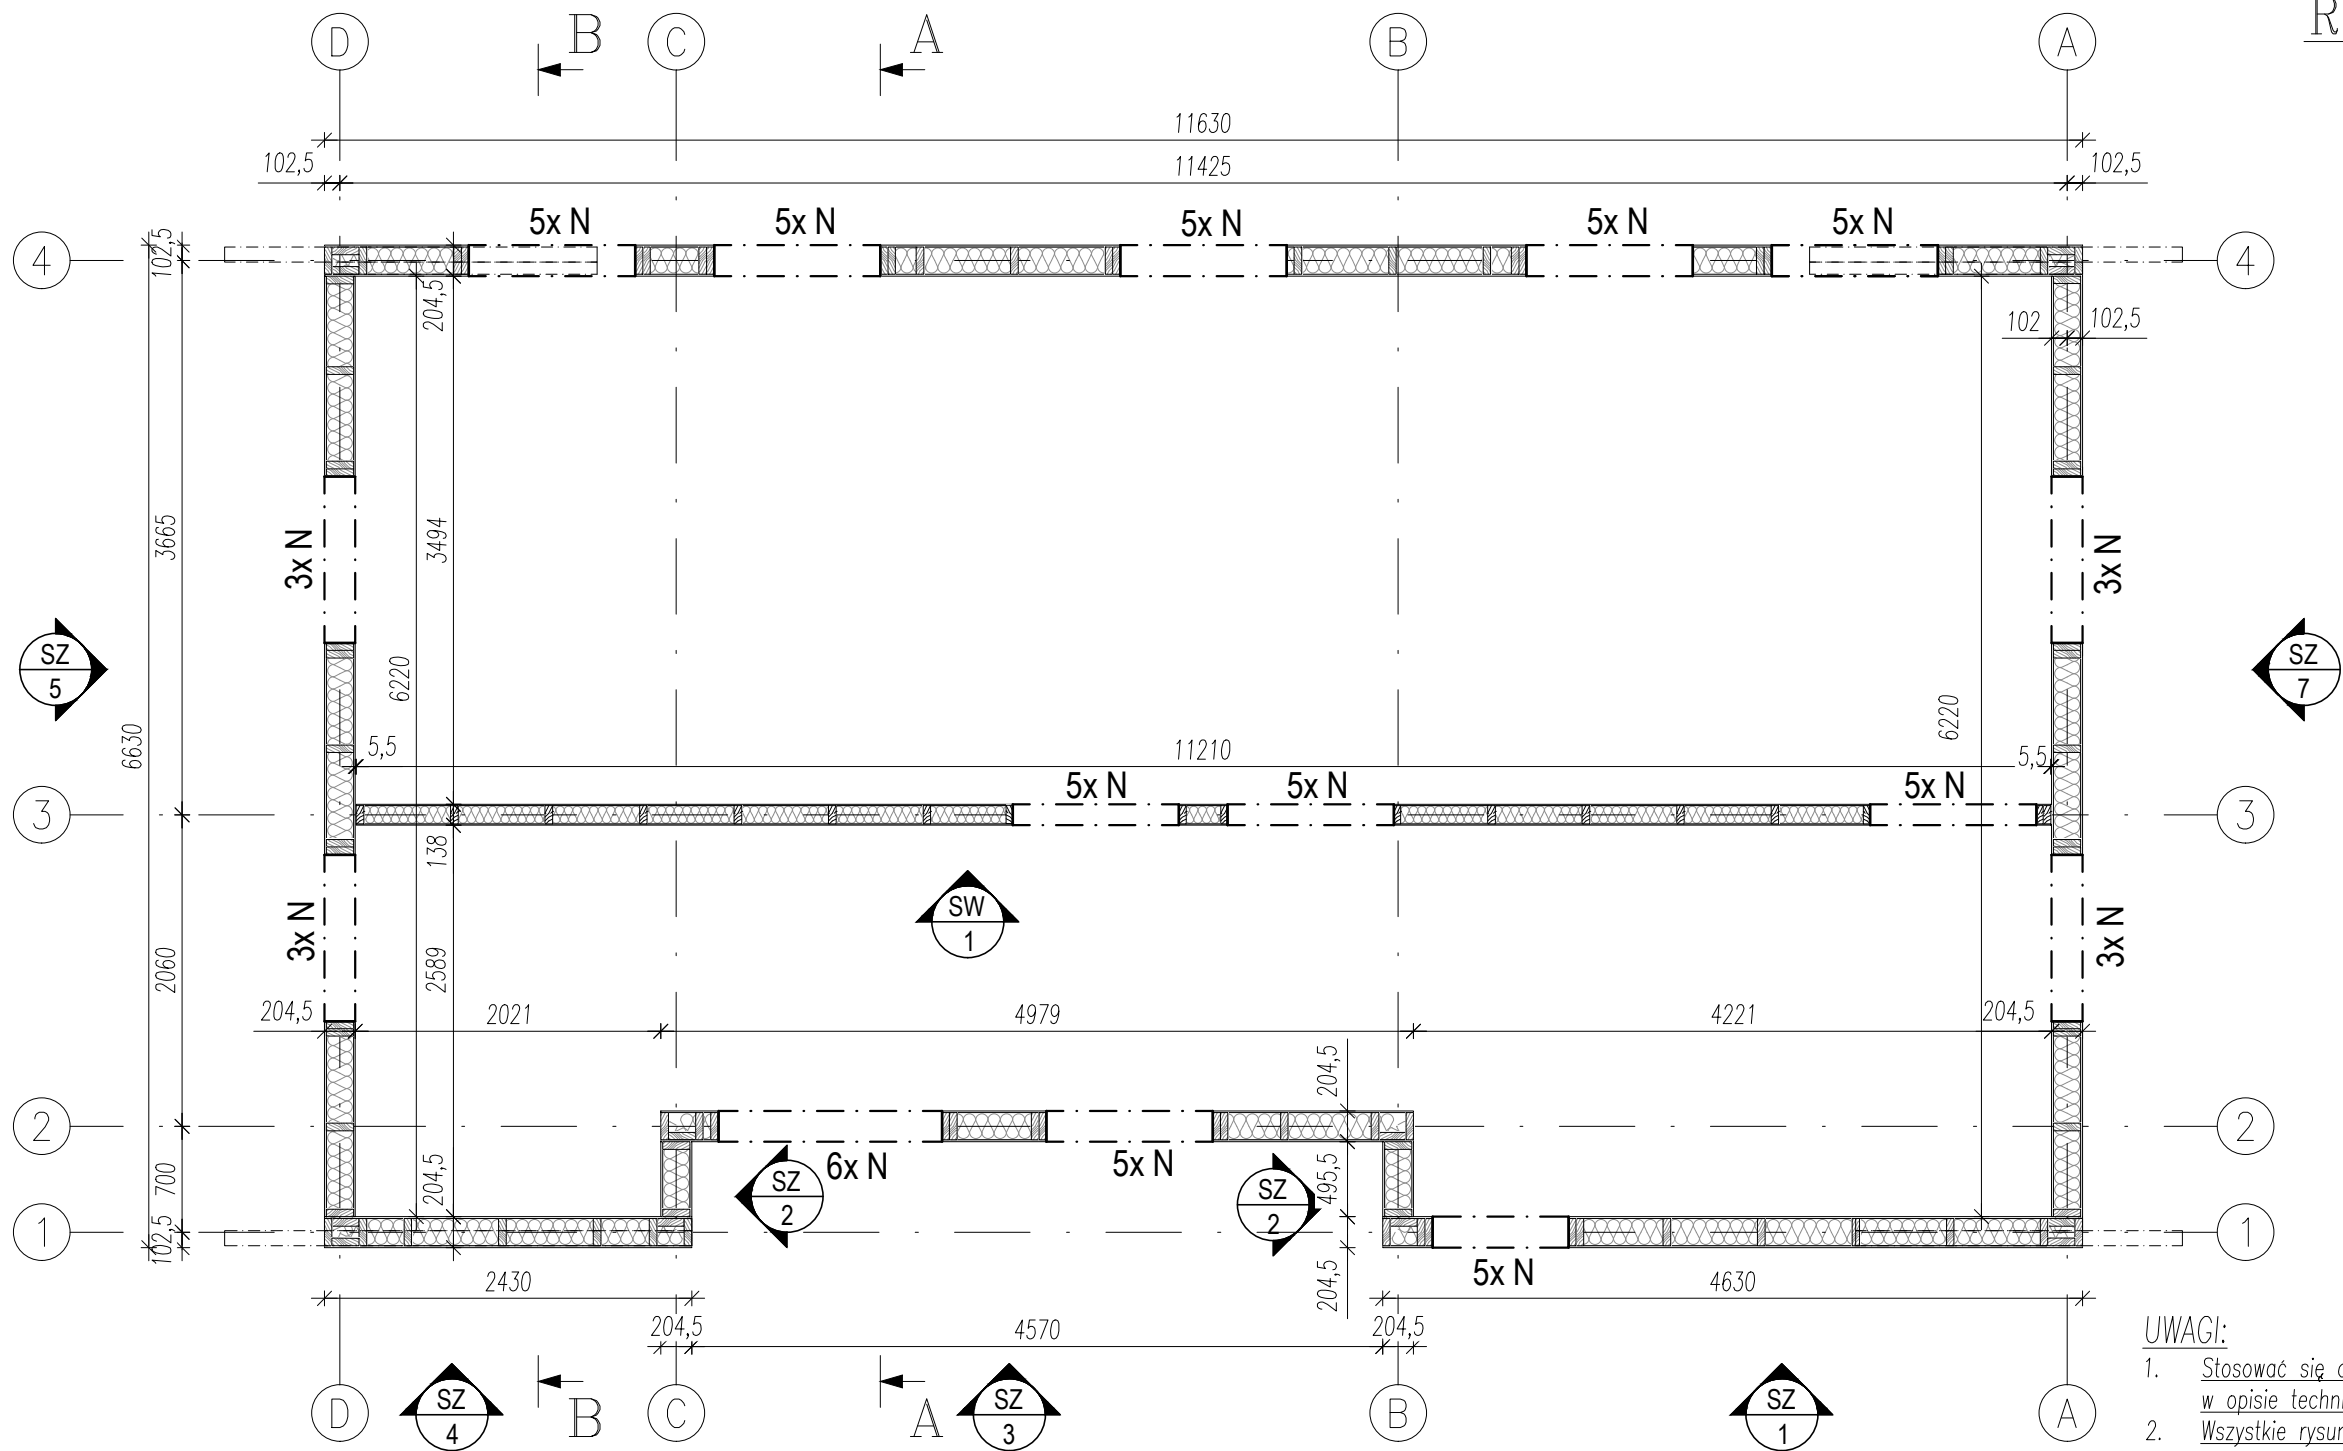 R
D
B
C
A
B
A
11630
102,5
11425
102,5
5x N
5x N
5x N
5x N
5x N
4
102,5
4
204,5
102
102,5
3665
3494
3x N
3x N
SZ
5
6630
6220
6220
SZ
7
5,5
11210
5,5
5x N
5x N
5x N
3
3
138
SW
1
3x N
3x N
2060
2589
204,5
2021
4979
4221
204,5
204,5
2
2
6x N
5x N
700
204,5
SZ
2
SZ
2
495,5
1
102,5
204,5
1
5x N
2430
4630
204,5
4570
204,5
UWAGI:
1. Stosować się
w opisie
2. Wszystkie
D
SZ
4
B
C
A
SZ
3
B
SZ
1
A